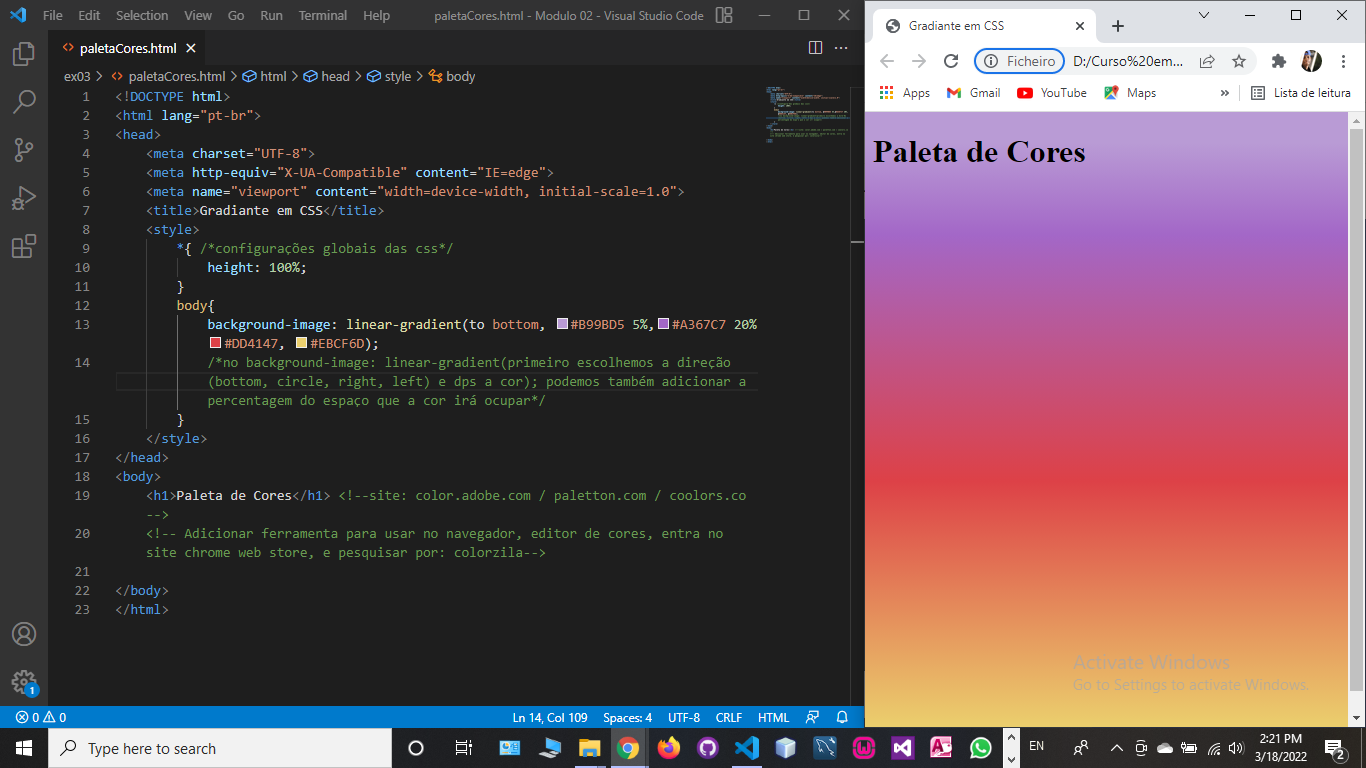 File Edit Selection View Go Run Terminal Help paletaCores.html - Modulo 02 - Visual Studio Code
<> paletaCores.html
ex03 > <> paletaCores.html > html > head > style > body
1 <!DOCTYPE html>
2 <html lang="pt-br">
3 <head>
4 <meta charset="UTF-8">
5 <meta http-equiv="X-UA-Compatible" content="IE=edge">
6 <meta name="viewport" content="width=device-width, initial-scale=1.0">
7 <title>Gradiante em CSS</title>
8 <style>
9 *{ /*configurações globais das css*/
10 height: 100%;
11 }
12 body{
13 background-image: linear-gradient(to bottom, #B99BD5 5%, #A367C7 20%
#DD4147, #EBCF6D);
14 /*no background-image: linear-gradient(primeiro escolhemos a direção
(bottom, circle, right, left) e dps a cor); podemos também adicionar a
percentagem do espaço que a cor irá ocupar*/
15 }
16 </style>
17 </head>
18 <body>
19 <h1>Paleta de Cores</h1> <!--site: color.adobe.com / paletton.com / coolors.co
-->
20 <!-- Adicionar ferramenta para usar no navegador, editor de cores, entra no
site chrome web store, e pesquisar por: colorzila-->
21
22 </body>
23 </html>
1
0 0 Ln 14, Col 109 Spaces: 4 UTF-8 CRLF HTML
Gradiante em CSS
Ficheiro D:/Curso%20em...
Apps Gmail YouTube Maps » Lista de leitura
Paleta de Cores
Activate Windows
Go to Settings to activate Windows.
Type here to search
EN
2:21 PM
3/18/2022
2